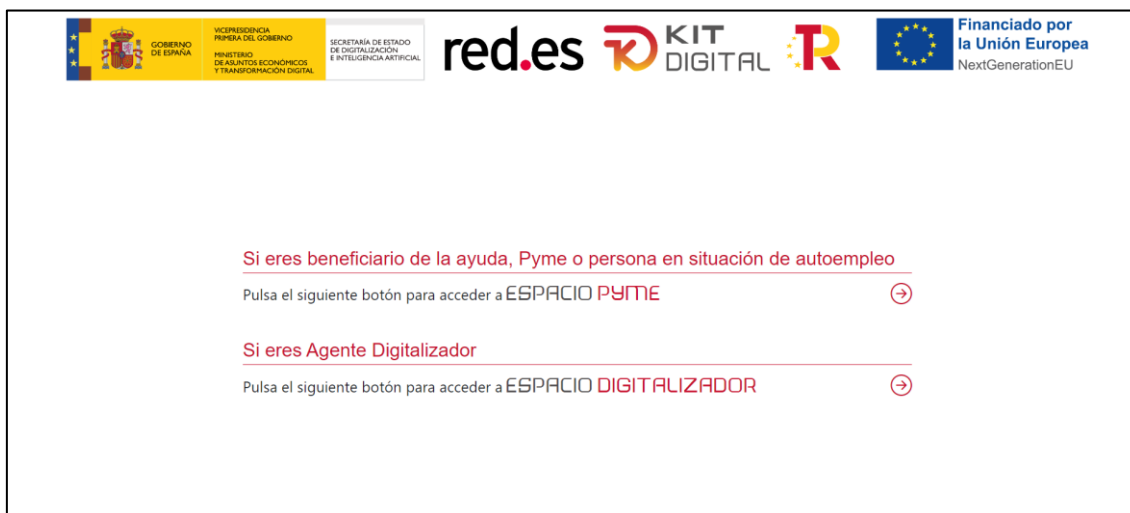 GOBIERNO
DE ESPAÑA
VICEPRESIDENCIA
PRIMERA DEL GOBIERNO
MINISTERIO
DE ASUNTOS ECONÓMICOS
Y TRANSFORMACIÓN DIGITAL
SECRETARÍA DE ESTADO
DE DIGITALIZACIÓN
E INTELIGENCIA ARTIFICIAL
red.es
KIT
DIGITAL
Financiado por
la Unión Europea
NextGenerationEU
Si eres beneficiario de la ayuda, Pyme o persona en situación de autoempleo
Pulsa el siguiente botón para acceder a ESPACIO PYME
Si eres Agente Digitalizador
Pulsa el siguiente botón para acceder a ESPACIO DIGITALIZADOR